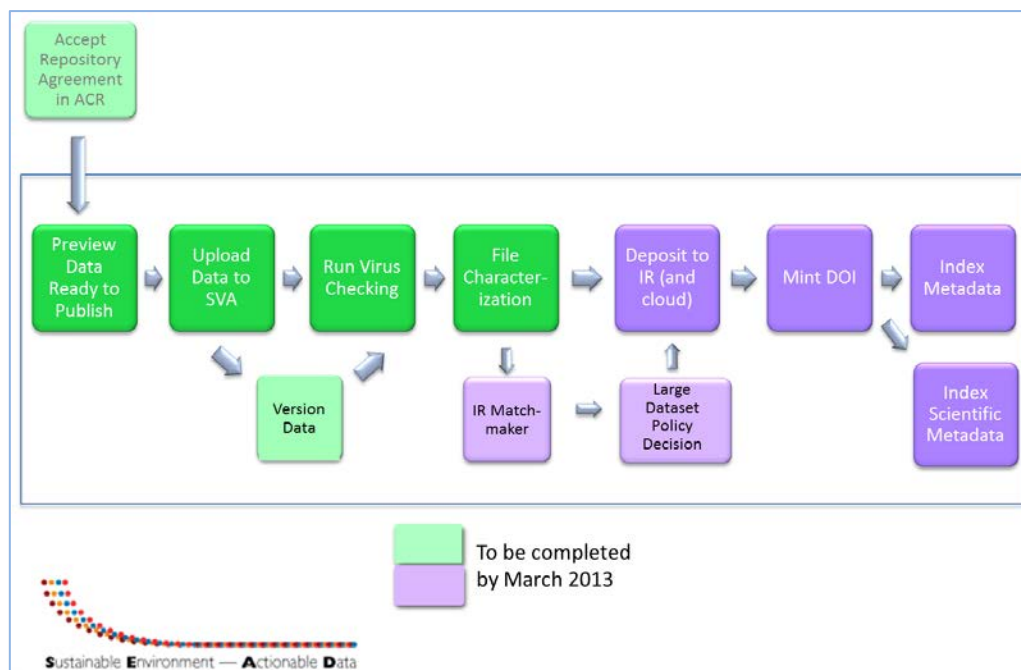 Accept
Repository
Agreement
in ACR
Preview
Data
Ready to
Publish
Upload
Data to
SVA
Run Virus
Checking
File
Character-
ization
Deposit to
IR (and
cloud)
Mint DOI
Index
Metadata
Version
Data
IR Match-
maker
Large
Dataset
Policy
Decision
Index
Scientific
Metadata
To be completed
by March 2013
Sustainable Environment — Actionable Data